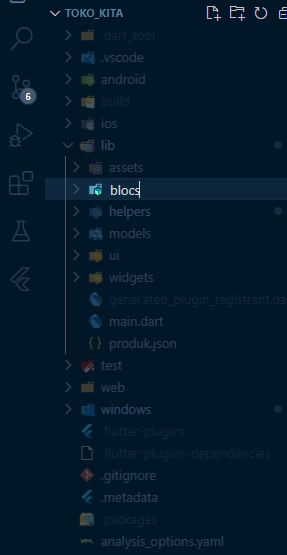 TOKO_KITA
.dart_tool
.vscode
android
build
6
ios
lib
assets
blocs
helpers
models
ui
widgets
generated_plugin_registrant.da
main.dart
{ } produk.json
test
web
windows
.flutter-plugins
.flutter-plugins-dependencies
.gitignore
.metadata
.packages
analysis_options.yaml